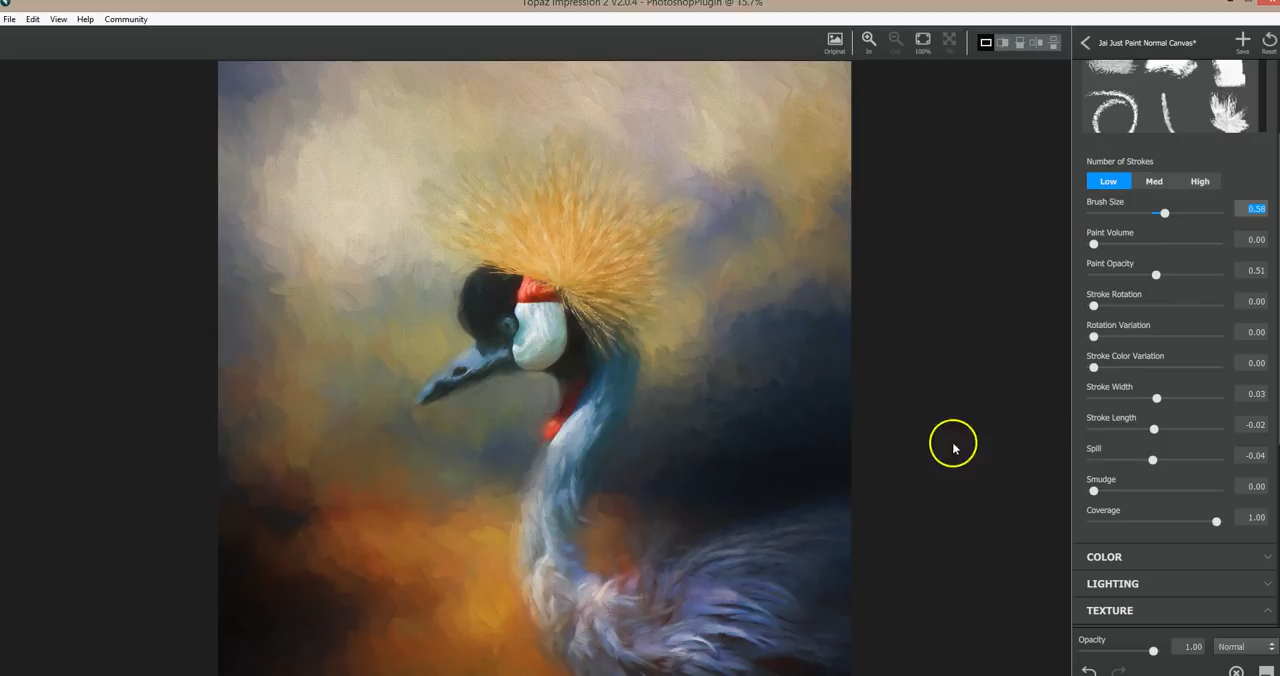 Topaz Impression 2 V2.0.4 - PhotoshopPlugin @ 15.7%
File Edit View Help Community
Original In Out 100% Fit Jai Just Paint Normal Canvas* Save Reset
Number of Strokes
Low Med High
Brush Size 0.58
Paint Volume 0.00
Paint Opacity 0.51
Stroke Rotation 0.00
Rotation Variation 0.00
Stroke Color Variation 0.00
Stroke Width 0.03
Stroke Length -0.02
Spill -0.04
Smudge 0.00
Coverage 1.00
COLOR
LIGHTING
TEXTURE
Opacity 1.00 Normal